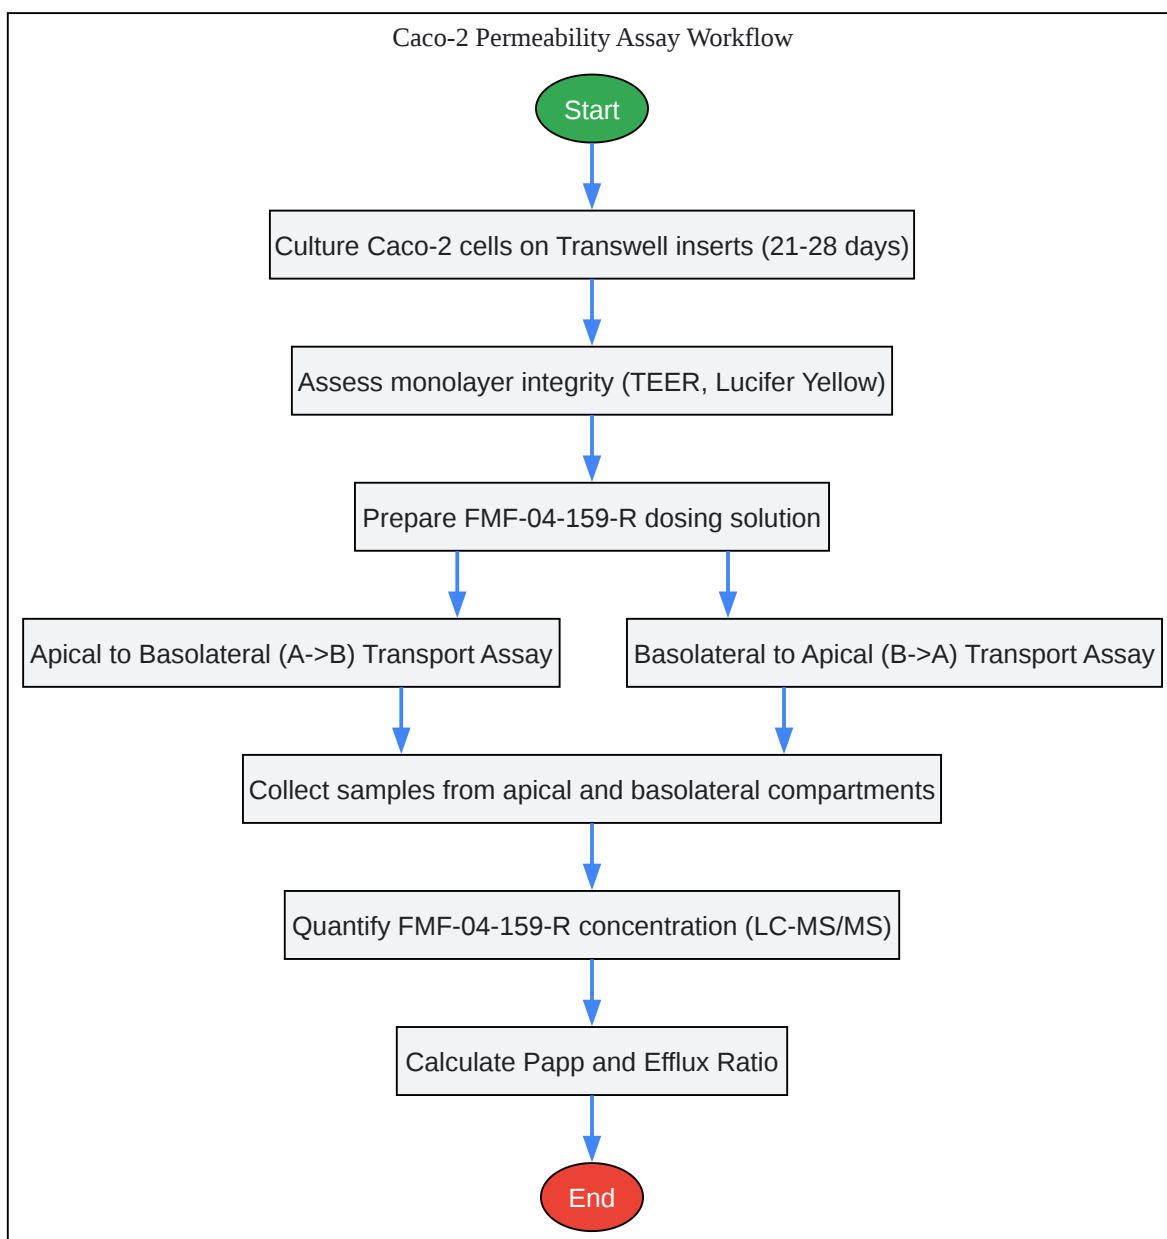 Caco-2 Permeability Assay Workflow
Start
Culture Caco-2 cells on Transwell inserts (21-28 days)
Assess monolayer integrity (TEER, Lucifer Yellow)
Prepare FMF-04-159-R dosing solution
Apical to Basolateral (A->B) Transport Assay
Basolateral to Apical (B->A) Transport Assay
Collect samples from apical and basolateral compartments
Quantify FMF-04-159-R concentration (LC-MS/MS)
Calculate Papp and Efflux Ratio
End